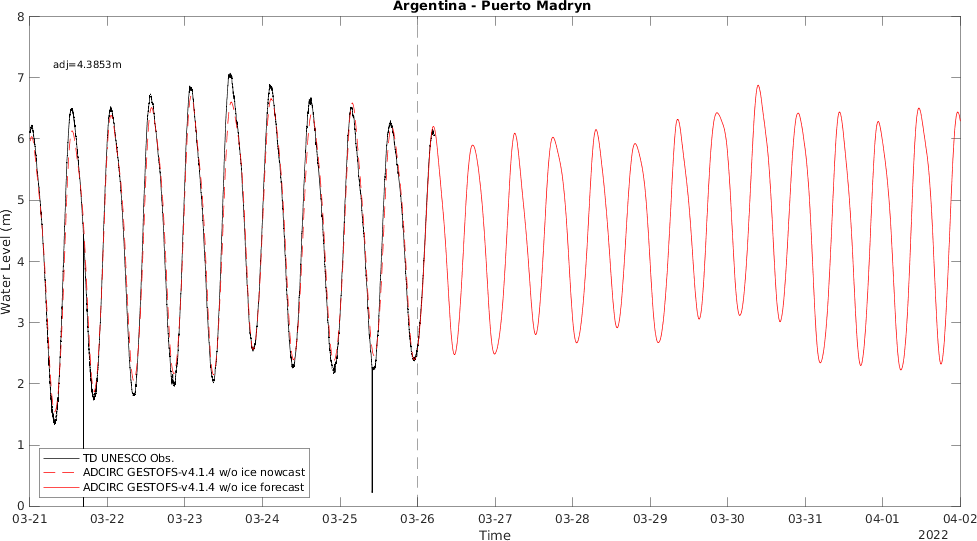 Argentina - Puerto Madryn
adj=4.3853m
Water Level (m)
8
7
6
5
4
3
2
1
0
TD UNESCO Obs.
ADCIRC GESTOFS-v4.1.4 w/o ice nowcast
ADCIRC GESTOFS-v4.1.4 w/o ice forecast
03-21 03-22 03-23 03-24 03-25 03-26 03-27 03-28 03-29 03-30 03-31 04-01 04-02
Time
2022